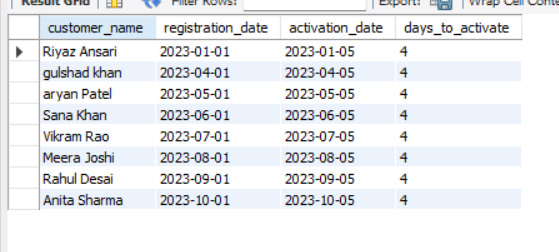 Result Grid Filter Rows: Export: Wrap Cell Conte
customer_name registration_date activation_date days_to_activate
Riyaz Ansari 2023-01-01 2023-01-05 4
gulshad khan 2023-04-01 2023-04-05 4
aryan Patel 2023-05-01 2023-05-05 4
Sana Khan 2023-06-01 2023-06-05 4
Vikram Rao 2023-07-01 2023-07-05 4
Meera Joshi 2023-08-01 2023-08-05 4
Rahul Desai 2023-09-01 2023-09-05 4
Anita Sharma 2023-10-01 2023-10-05 4